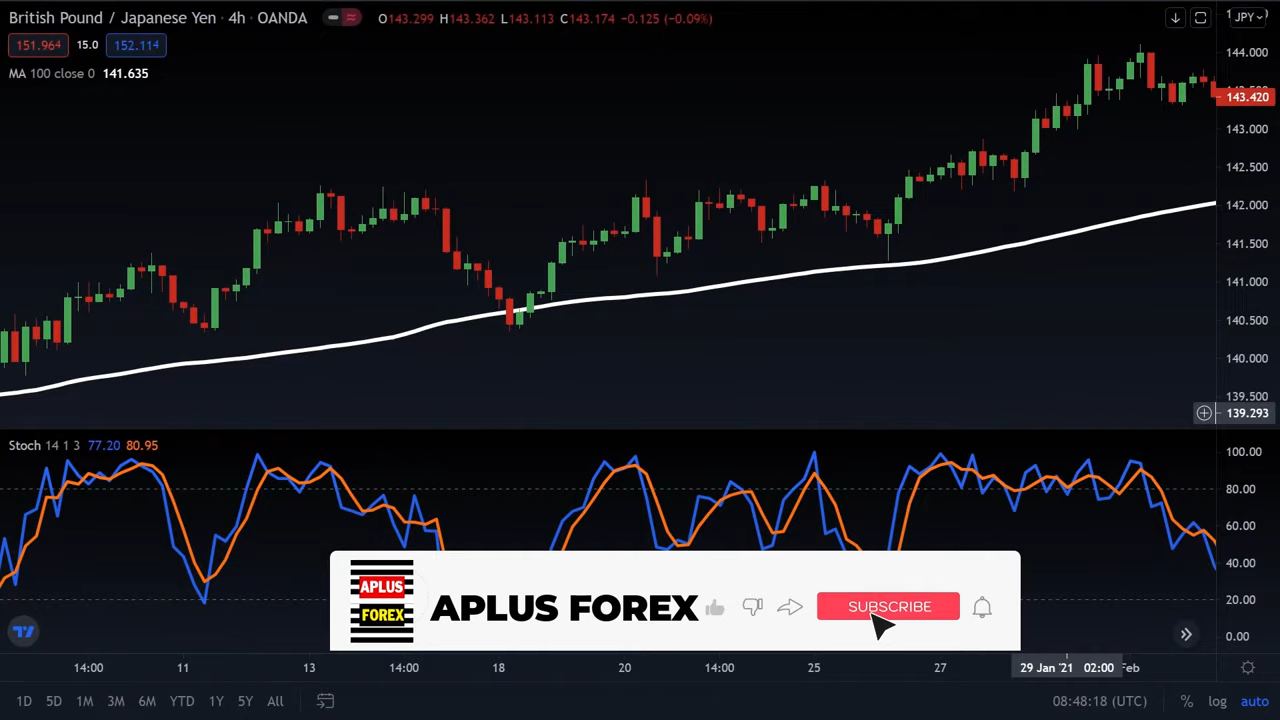 British Pound / Japanese Yen · 4h · OANDA O143.299 H143.362 L143.113 C143.174 −0.125 (−0.09%) JPY
151.964 15.0 152.114
MA 100 close 0 141.635
144.000
143.420
143.000
142.500
142.000
141.500
141.000
140.500
140.000
139.500
139.293
Stoch 14 1 3 77.20 80.95
100.00
80.00
60.00
40.00
20.00
0.00
APLUS
FOREX
APLUS FOREX
SUBSCRIBE
14:00 11 13 14:00 18 20 14:00 25 27 29 Jan '21 02:00 Feb
1D 5D 1M 3M 6M YTD 1Y 5Y All 08:48:18 (UTC) % log auto